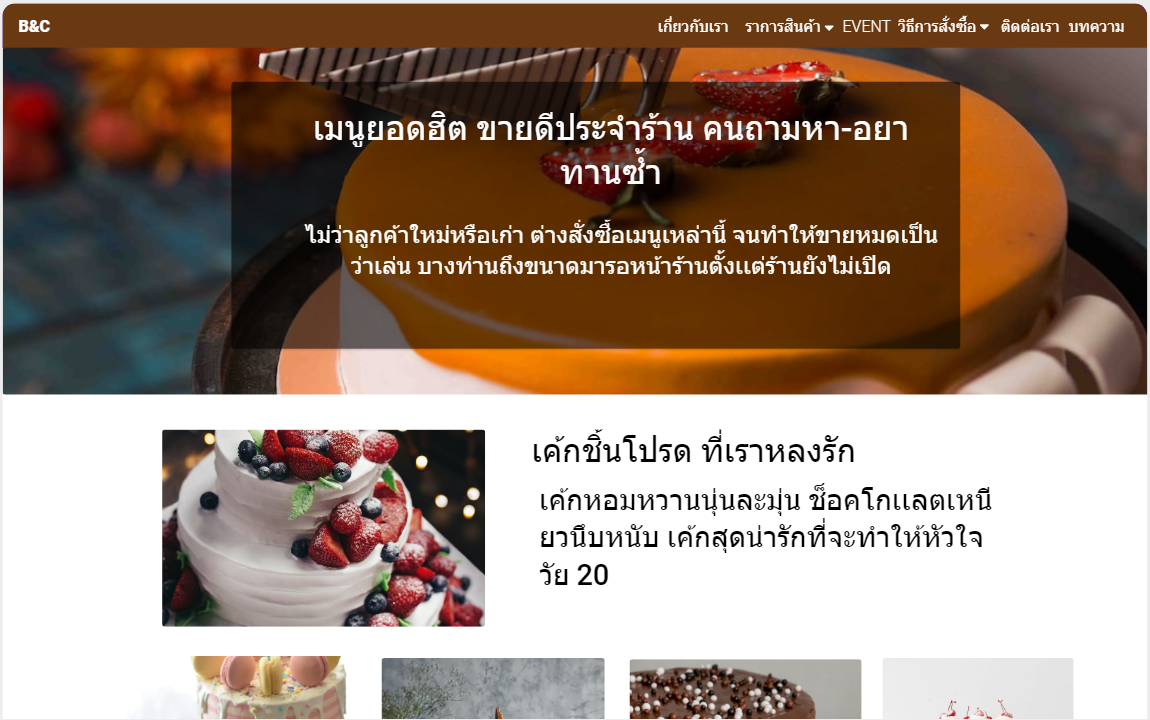 B&C
เกี่ยวกับเรา ราการสินค้า EVENT วิธีการสั่งซื้อ ติดต่อเรา บทความ
เมนูยอดฮิต ขายดีประจำร้าน คนถามหา-อยา
ทานซ้ำ
ไม่ว่าลูกค้าใหม่หรือเก่า ต่างสั่งซื้อเมนูเหล่านี้ จนทำให้ขายหมดเป็น
ว่าเล่น บางท่านถึงขนาดมารอหน้าร้านตั้งแต่ร้านยังไม่เปิด
เค้กชิ้นโปรด ที่เราหลงรัก
เค้กหอมหวานนุ่นละมุ่น ช็อคโกแลตเหนี
ยวนึบหนับ เค้กสุดน่ารักที่จะทำให้หัวใจ
วัย 20